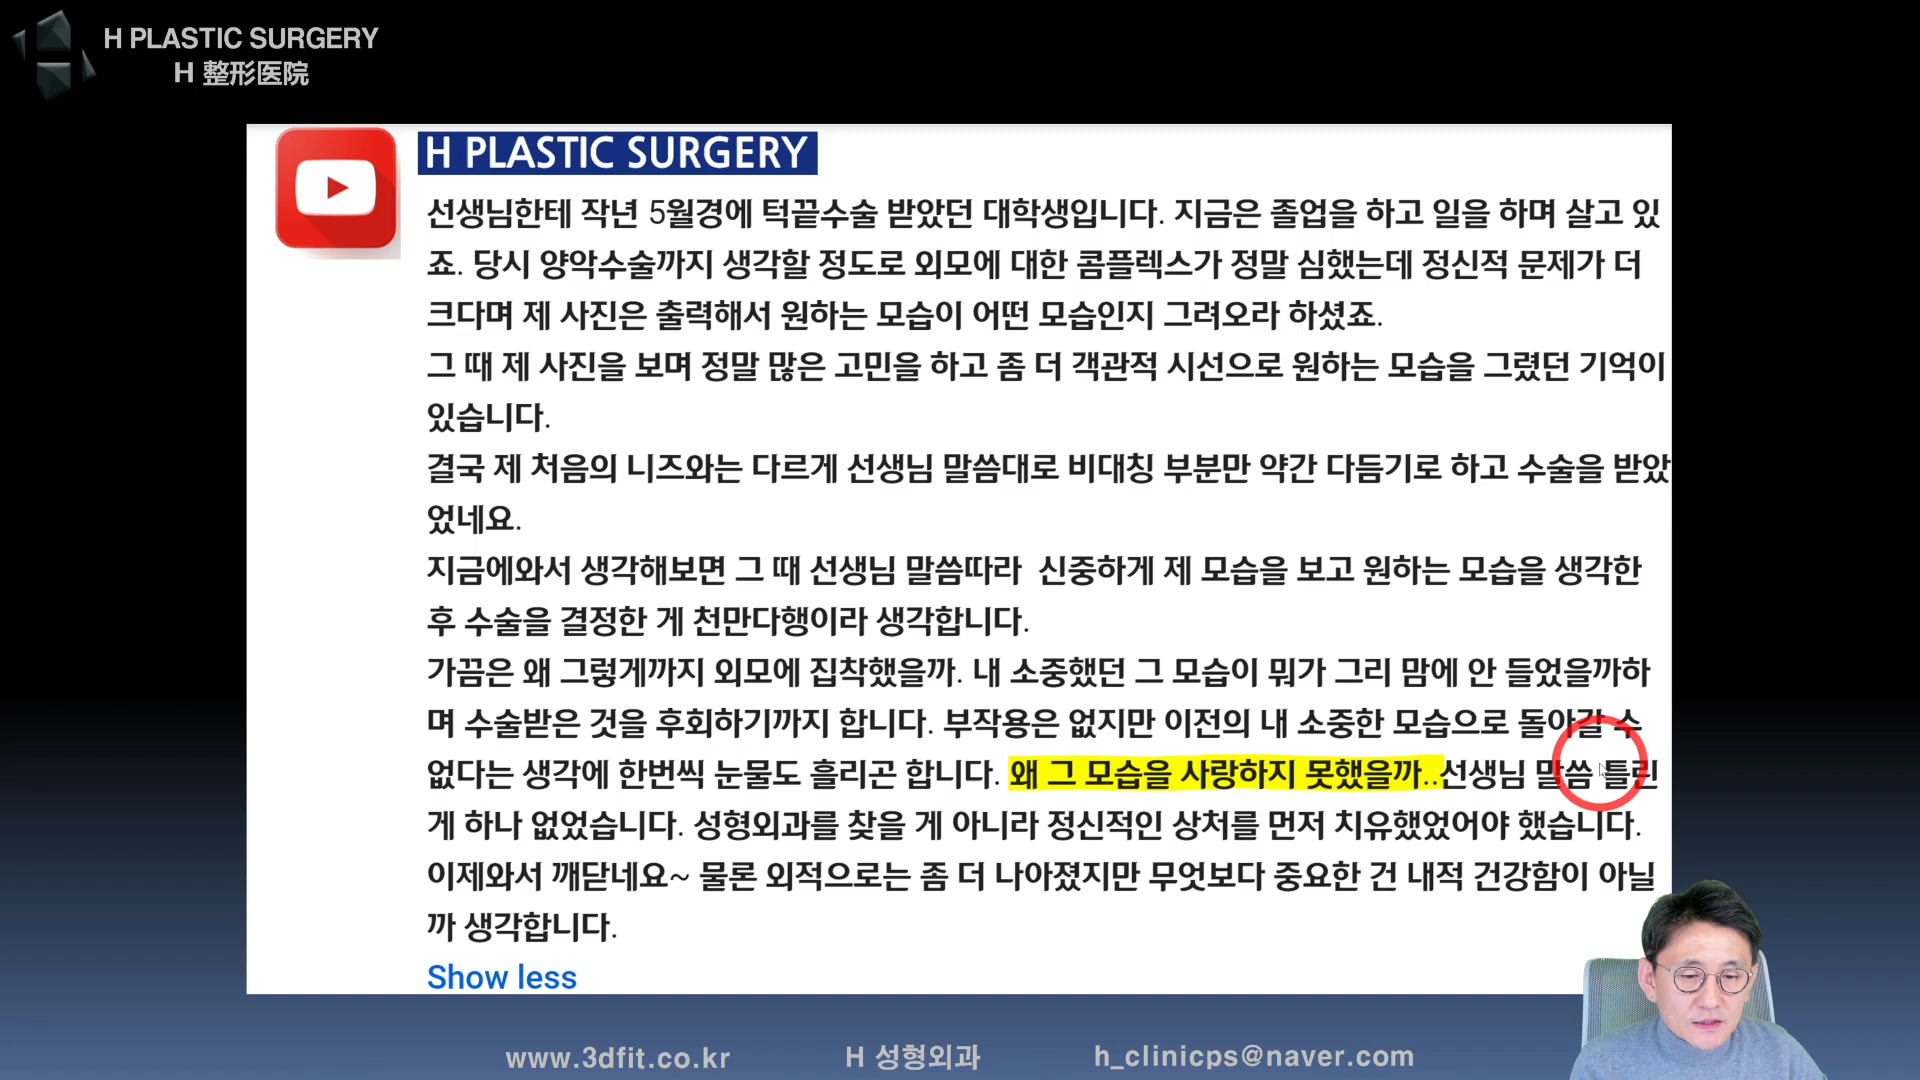 H PLASTIC SURGERY
H 整形医院
H PLASTIC SURGERY
선생님한테 작년 5월경에 턱끝수술 받았던 대학생입니다. 지금은 졸업을 하고 일을 하며 살고 있
죠. 당시 양악수술까지 생각할 정도로 외모에 대한 콤플렉스가 정말 심했는데 정신적 문제가 더
크다며 제 사진은 출력해서 원하는 모습이 어떤 모습인지 그려오라 하셨죠.
그 때 제 사진을 보며 정말 많은 고민을 하고 좀 더 객관적 시선으로 원하는 모습을 그렸던 기억이
있습니다.
결국 제 처음의 니즈와는 다르게 선생님 말씀대로 비대칭 부분만 약간 다듬기로 하고 수술을 받았
었네요.
지금에와서 생각해보면 그 때 선생님 말씀따라  신중하게 제 모습을 보고 원하는 모습을 생각한
후 수술을 결정한 게 천만다행이라 생각합니다.
가끔은 왜 그렇게까지 외모에 집착했을까. 내 소중했던 그 모습이 뭐가 그리 맘에 안 들었을까하
며 수술받은 것을 후회하기까지 합니다. 부작용은 없지만 이전의 내 소중한 모습으로 돌아갈 수
없다는 생각에 한번씩 눈물도 흘리곤 합니다. 왜 그 모습을 사랑하지 못했을까..선생님 말씀 틀린
게 하나 없었습니다. 성형외과를 찾을 게 아니라 정신적인 상처를 먼저 치유했었어야 했습니다.
이제와서 깨닫네요~ 물론 외적으로는 좀 더 나아졌지만 무엇보다 중요한 건 내적 건강함이 아닐
까 생각합니다.
Show less
www.3dfit.co.kr
H 성형외과
h_clinicps@naver.com